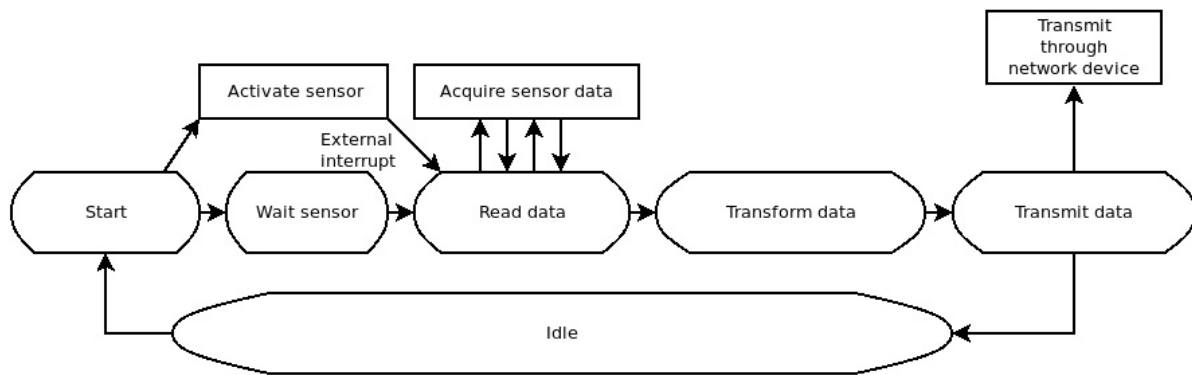 Transmit
through
network device
Activate sensor
Acquire sensor data
External
interrupt
Start
Wait sensor
Read data
Transform data
Transmit data
Idle